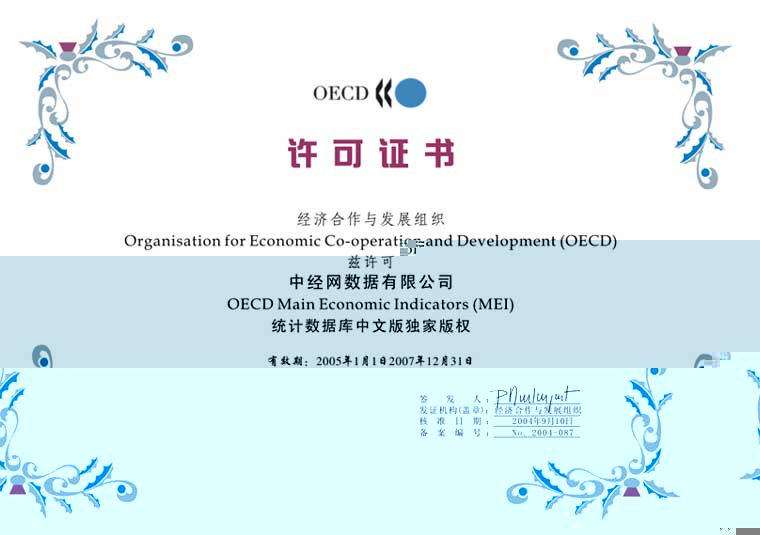 OECD
许可证书
经济合作与发展组织
Organisation for Economic Co-operation and Development (OECD)
兹许可
中经网数据有限公司
OECD Main Economic Indicators (MEI)
统计数据库中文版独家版权
有效期：2005年1月1日2007年12月31日
签发人：
发证机构(盖章)：经济合作与发展组织
核准日期：2004年9月10日
备案编号：No. 2004-087